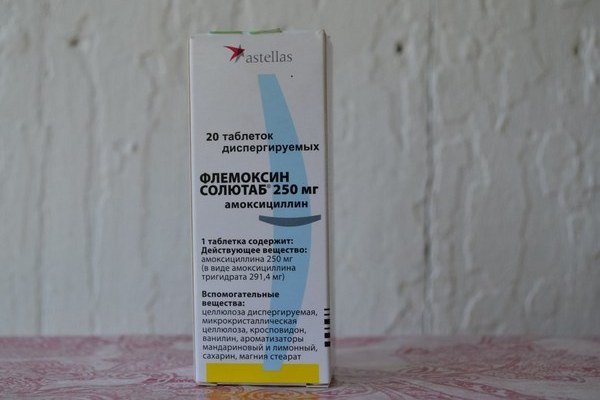 astellas
20 таблеток
диспергируемых
ФЛЕМОКСИН
СОЛЮТАБ® 250 мг
амоксициллин
1 таблетка содержит:
Действующее вещество:
амоксициллина 250 мг
(в виде амоксициллина
тригидрата 291,4 мг)
Вспомогательные
вещества:
целлюлоза диспергируемая,
микрокристаллическая
целлюлоза, кросповидон,
ванилин, ароматизаторы
мандариновый и лимонный,
сахарин, магния стеарат